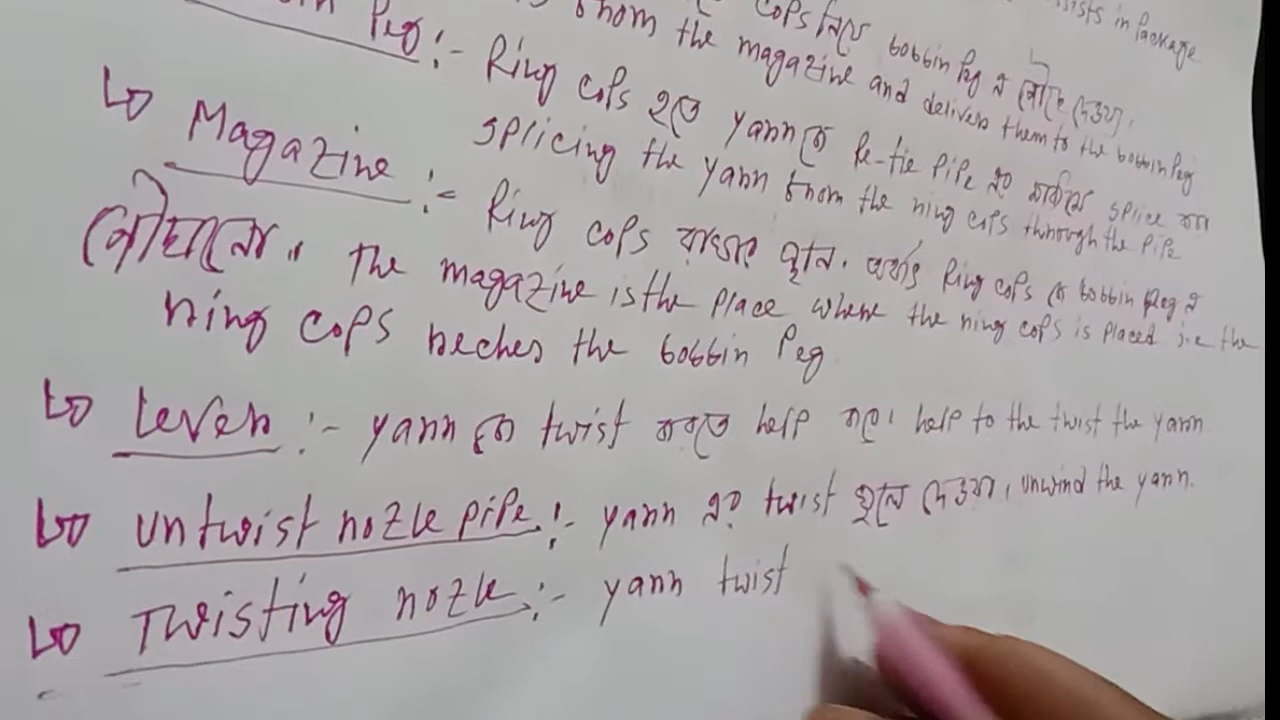 sists in Package
cops নিয়ে bobbin Peg এ পৌঁছে দেওয়া।
from the magazine and delivers them to the bobbin Peg
Peg :- Ring cops হতে yarn কে Re-tie Pipe এর মাধ্যমে splice করা
splicing the yarn from the ring cops through the Pipe
Magazine :- Ring cops রাখার স্থান. অর্থাৎ Ring cops কে bobbin Peg এ
পৌঁছানো॥ The magazine is the place where the ring cops is placed i.e the
ring cops reches the bobbin Peg
Lever :- yarn কে twist করতে help করে। help to the twist the yarn
Untwist nozle pipe :- yarn এর twist খুলে দেওয়া, unwind the yarn.
Twisting nozle :- yarn twist